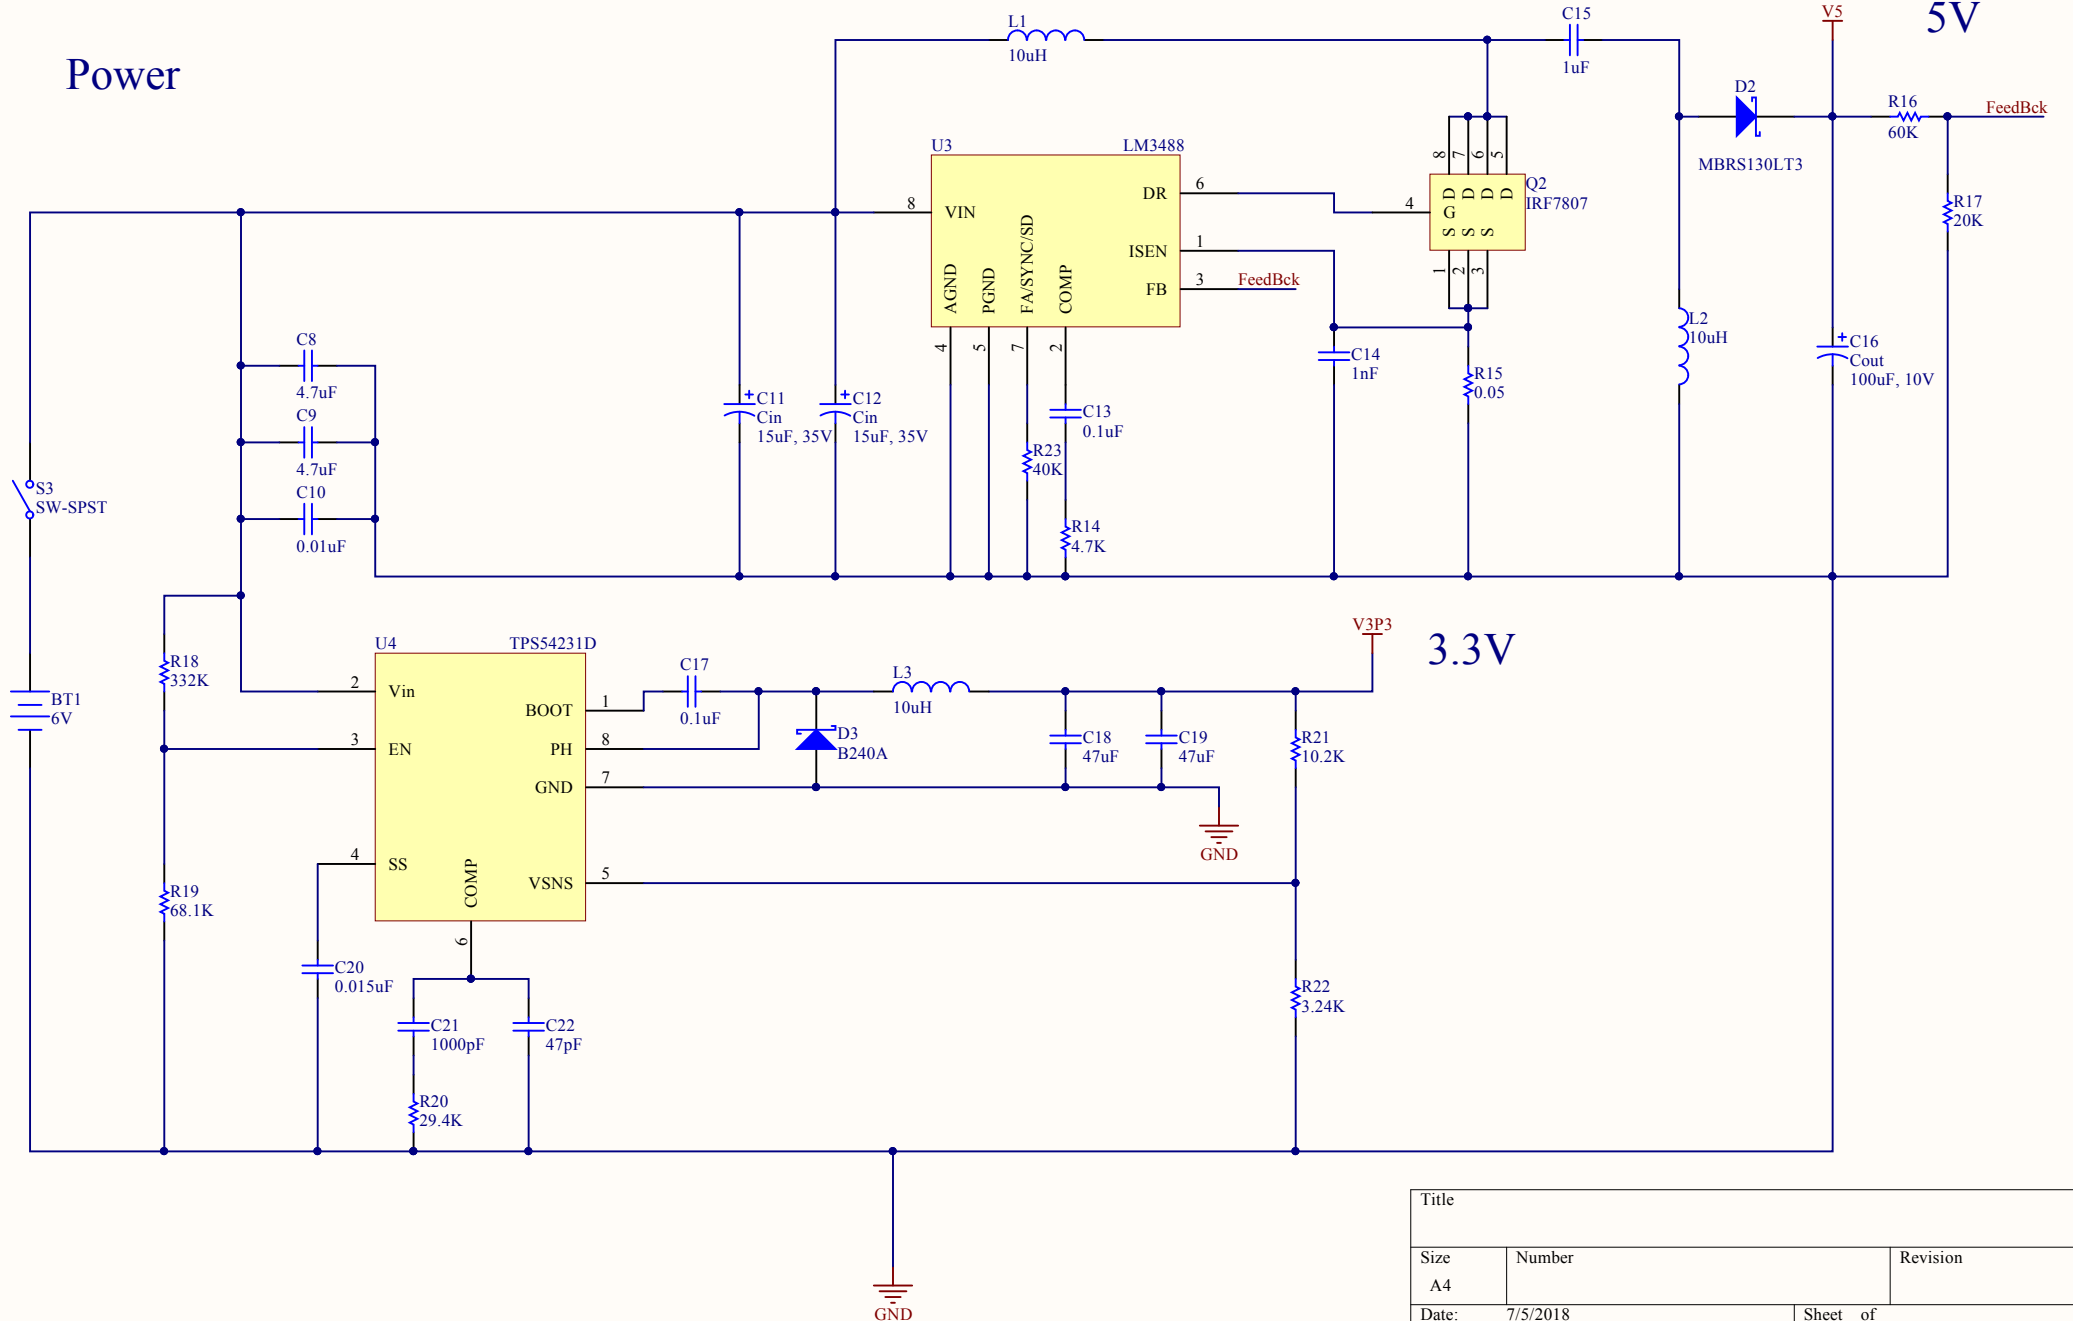 Power
5V
V5
L1
10uH
C15
1uF
D2
MBRS130LT3
R16
60K
FeedBck
R17
20K
U3
LM3488
8
VIN
AGND
PGND
FA/SYNC/SD
COMP
DR
ISEN
FB
6
1
3
FeedBck
4
5
7
2
8
7
6
5
D
D
D
D
G
S
S
S
4
1
2
3
Q2
IRF7807
L2
10uH
C16
Cout
100uF, 10V
C14
1nF
R15
0.05
C8
4.7uF
C9
4.7uF
C10
0.01uF
C11
Cin
15uF, 35V
C12
Cin
15uF, 35V
C13
0.1uF
R23
40K
R14
4.7K
S3
SW-SPST
BT1
6V
R18
332K
R19
68.1K
U4
TPS54231D
2
Vin
3
EN
4
SS
COMP
6
BOOT
1
PH
8
GND
7
VSNS
5
C17
0.1uF
D3
B240A
L3
10uH
C18
47uF
C19
47uF
V3P3
3.3V
R21
10.2K
GND
R22
3.24K
C20
0.015uF
C21
1000pF
C22
47pF
R20
29.4K
GND
Title
Size
A4
Number
Revision
Date:
7/5/2018
Sheet of